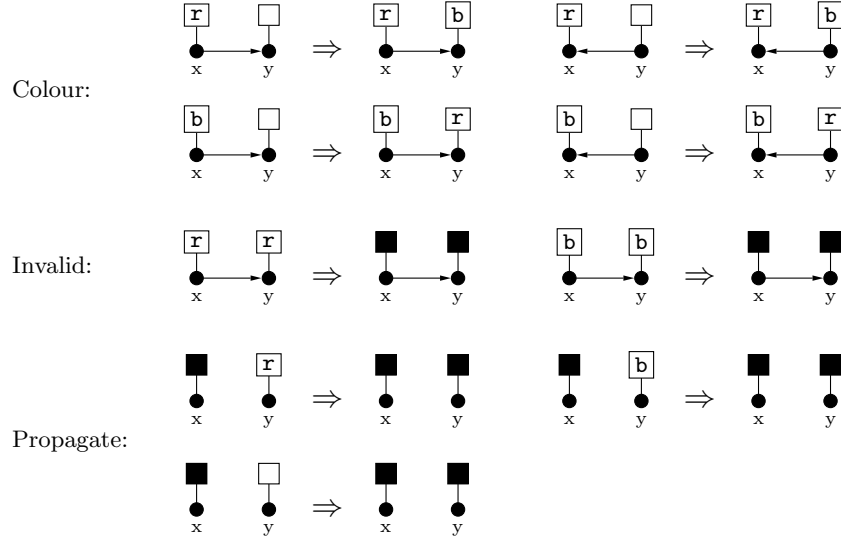 r r b r r b
x y ⇒ x y x y ⇒ x y
Colour:
b b r b b r
x y ⇒ x y x y ⇒ x y
r r b b
Invalid:
x y ⇒ x y x y ⇒ x y
r b
x y ⇒ x y x y ⇒ x y
Propagate:
x y ⇒ x y